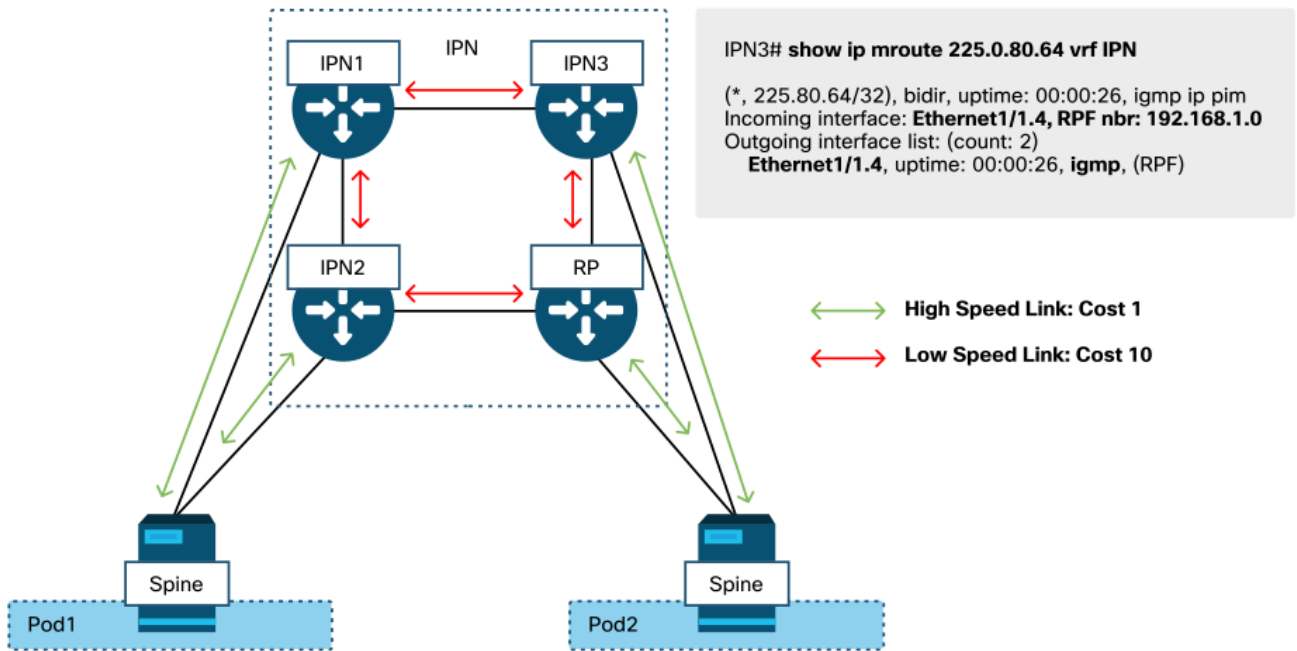 IPN
IPN1
IPN3
IPN2
RP
IPN3# show ip mroute 225.0.80.64 vrf IPN
(*, 225.80.64/32), bidir, uptime: 00:00:26, igmp ip pim
Incoming interface: Ethernet1/1.4, RPF nbr: 192.168.1.0
Outgoing interface list: (count: 2)
Ethernet1/1.4, uptime: 00:00:26, igmp, (RPF)
High Speed Link: Cost 1
Low Speed Link: Cost 10
Spine
Pod1
Spine
Pod2